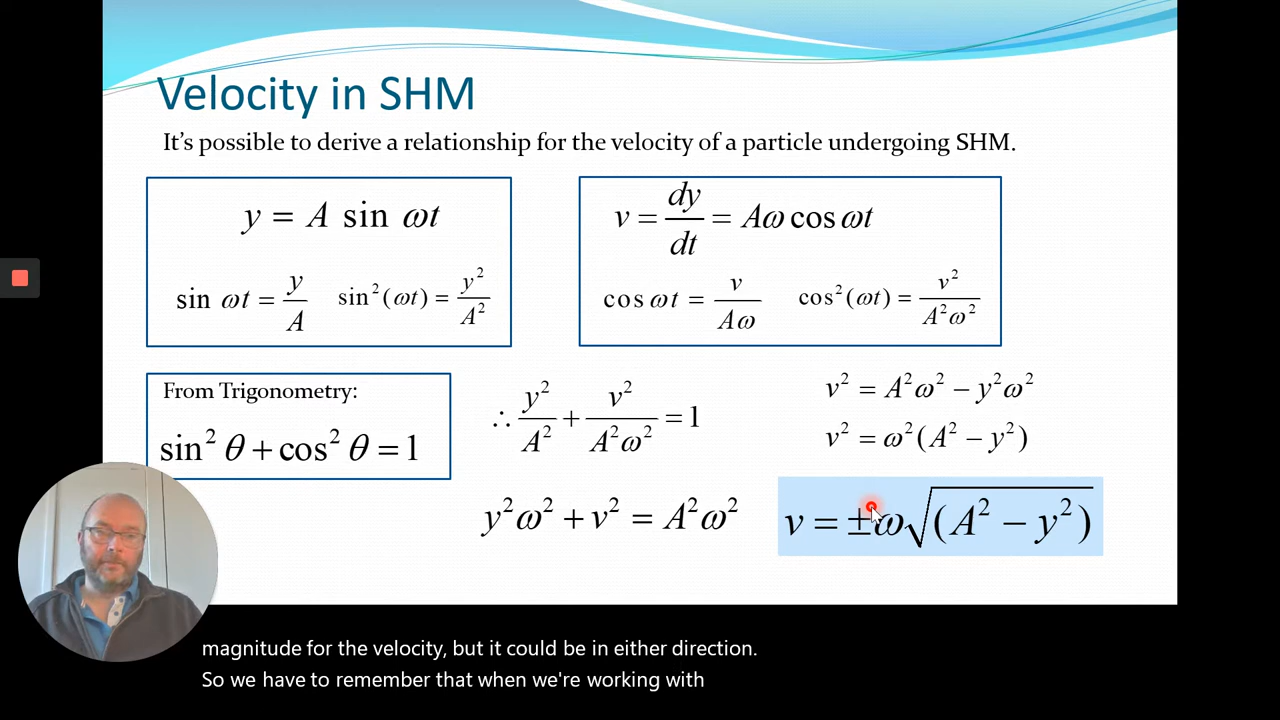 Velocity in SHM
It's possible to derive a relationship for the velocity of a particle undergoing SHM.
y = A sin ωt
sin ωt = y/A sin²(ωt) = y²/A²
v = dy/dt = Aω cos ωt
cos ωt = v/Aω cos²(ωt) = v²/A²ω²
From Trigonometry:
sin² θ + cos² θ = 1
∴ y²/A² + v²/A²ω² = 1
y²ω² + v² = A²ω²
v² = A²ω² − y²ω²
v² = ω²(A² − y²)
v = ±ω√(A² − y²)
magnitude for the velocity, but it could be in either direction.
So we have to remember that when we're working with